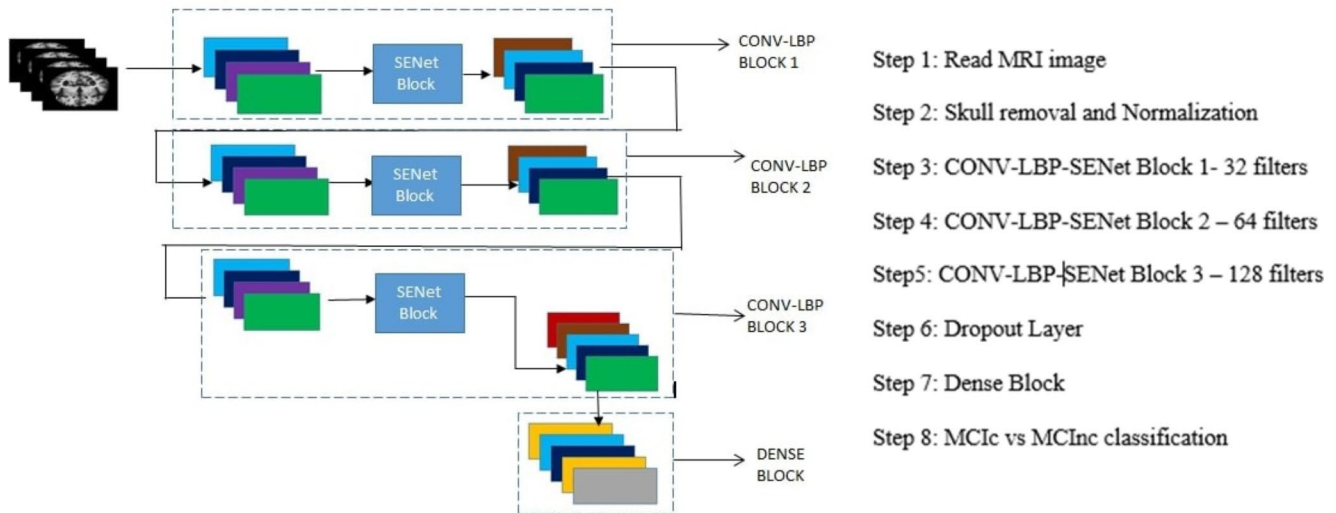 SENet
Block
CONV-LBP
BLOCK 1
SENet
Block
CONV-LBP
BLOCK 2
SENet
Block
CONV-LBP
BLOCK 3
DENSE
BLOCK
Step 1: Read MRI image
Step 2: Skull removal and Normalization
Step 3: CONV-LBP-SENet Block 1- 32 filters
Step 4: CONV-LBP-SENet Block 2 – 64 filters
Step5: CONV-LBP-SENet Block 3 – 128 filters
Step 6: Dropout Layer
Step 7: Dense Block
Step 8: MCIc vs MCInc classification